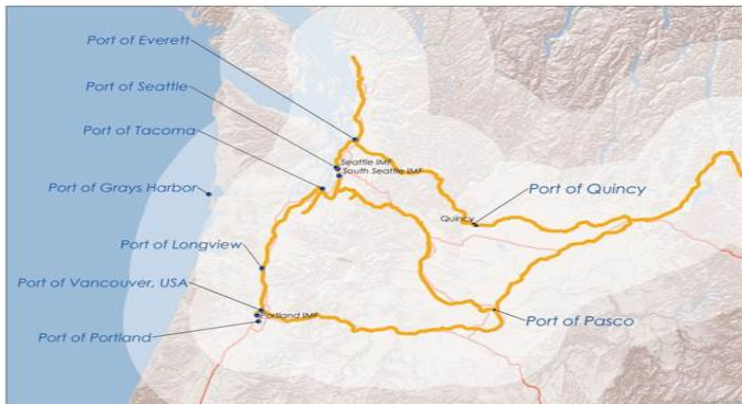 Port of Everett
Port of Seattle
Port of Tacoma
Seattle IMF
South Seattle IMF
Port of Grays Harbor
Port of Quincy
Quincy
Port of Longview
Port of Vancouver, USA
Portland IMF
Port of Pasco
Port of Portland